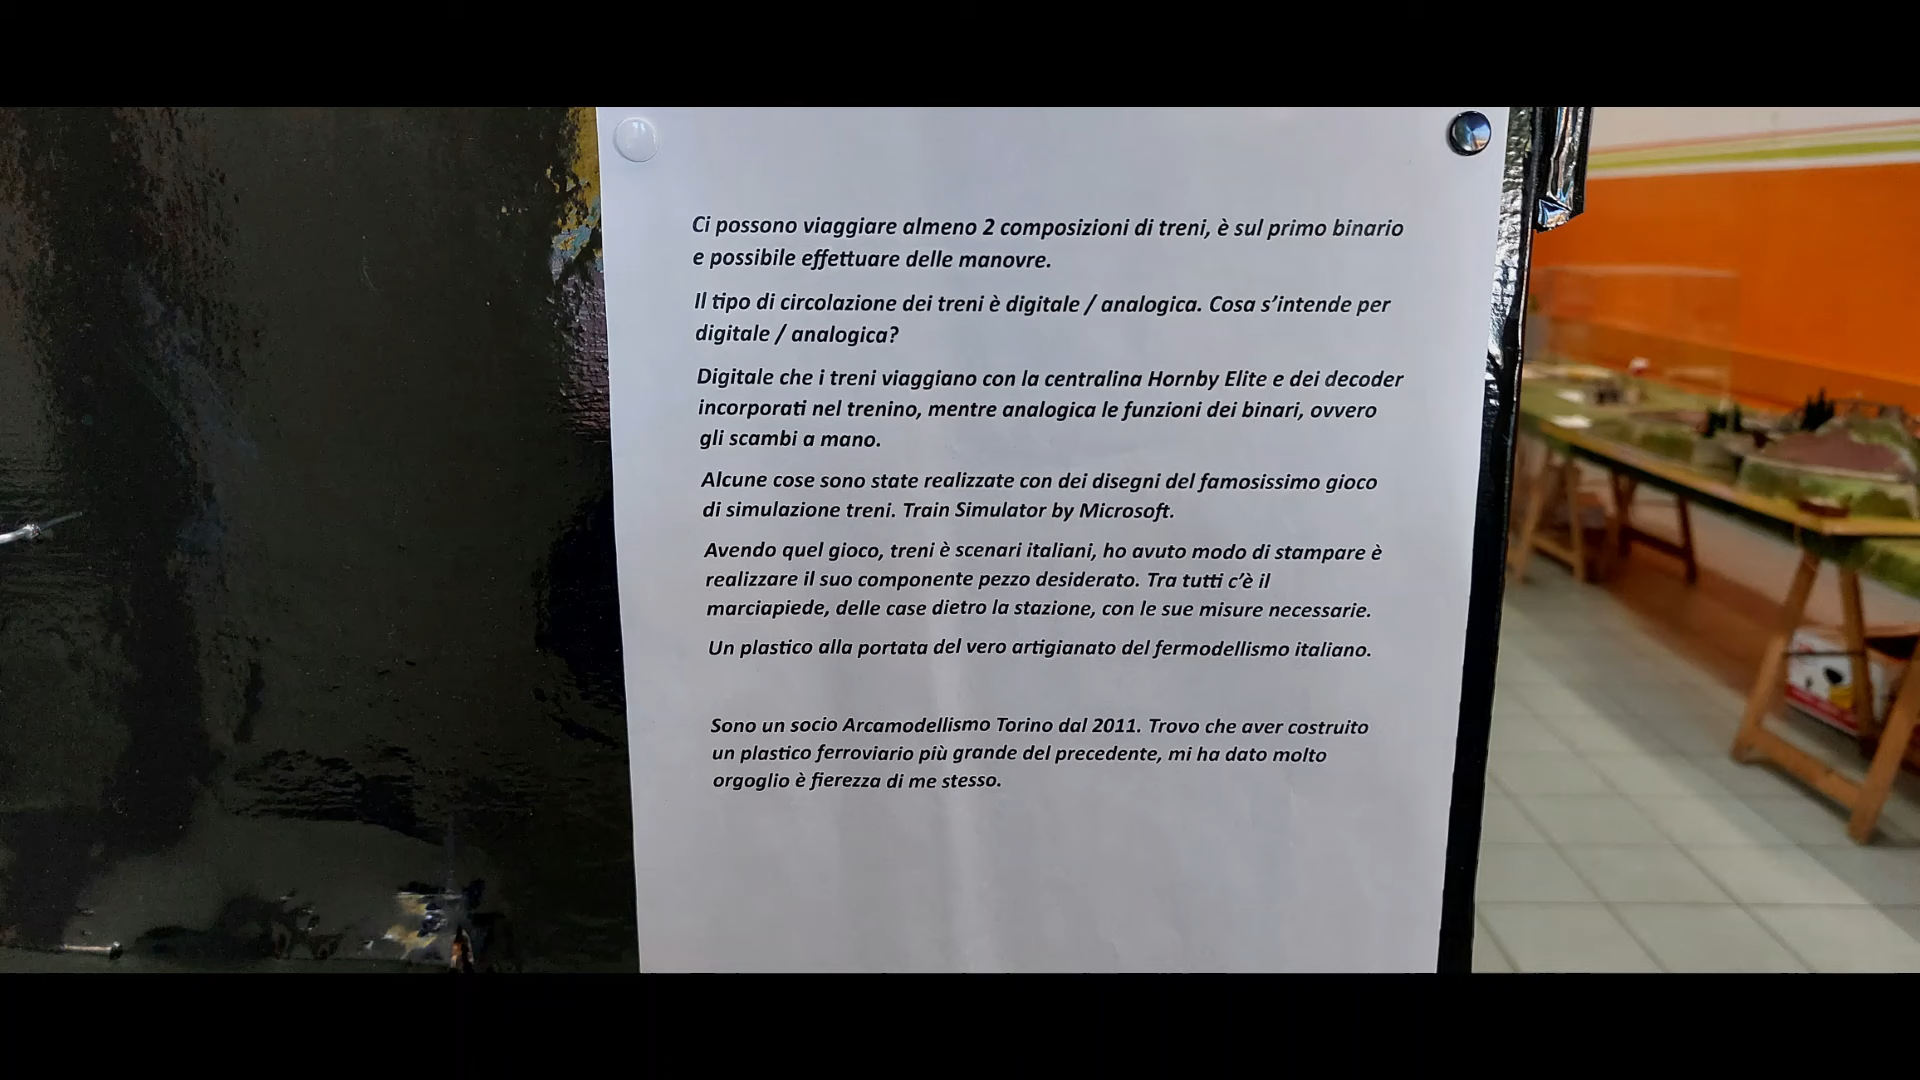 Ci possono viaggiare almeno 2 composizioni di treni, è sul primo binario
e possibile effettuare delle manovre.
Il tipo di circolazione dei treni è digitale / analogica. Cosa s'intende per
digitale / analogica?
Digitale che i treni viaggiano con la centralina Hornby Elite e dei decoder
incorporati nel trenino, mentre analogica le funzioni dei binari, ovvero
gli scambi a mano.
Alcune cose sono state realizzate con dei disegni del famosissimo gioco
di simulazione treni. Train Simulator by Microsoft.
Avendo quel gioco, treni è scenari italiani, ho avuto modo di stampare è
realizzare il suo componente pezzo desiderato. Tra tutti c'è il
marciapiede, delle case dietro la stazione, con le sue misure necessarie.
Un plastico alla portata del vero artigianato del fermodellismo italiano.
Sono un socio Arcamodellismo Torino dal 2011. Trovo che aver costruito
un plastico ferroviario più grande del precedente, mi ha dato molto
orgoglio è fierezza di me stesso.